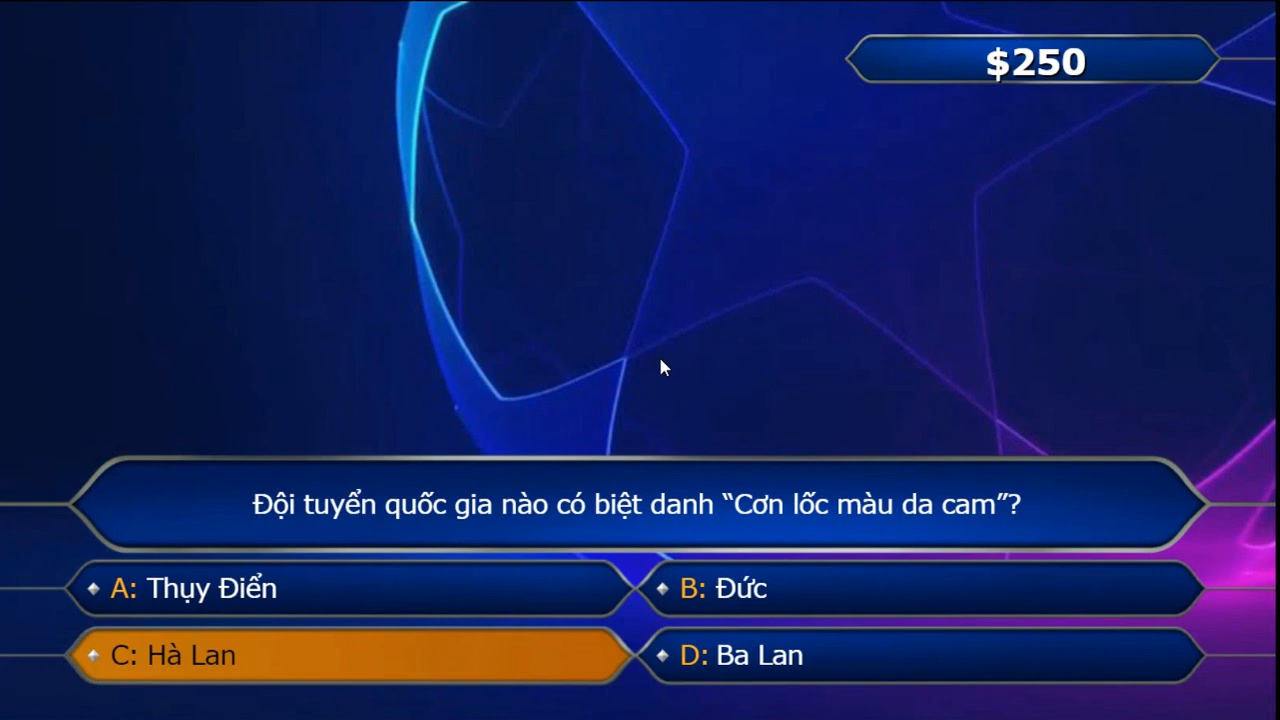 $250
Đội tuyển quốc gia nào có biệt danh “Cơn lốc màu da cam”?
A: Thụy Điển
B: Đức
C: Hà Lan
D: Ba Lan